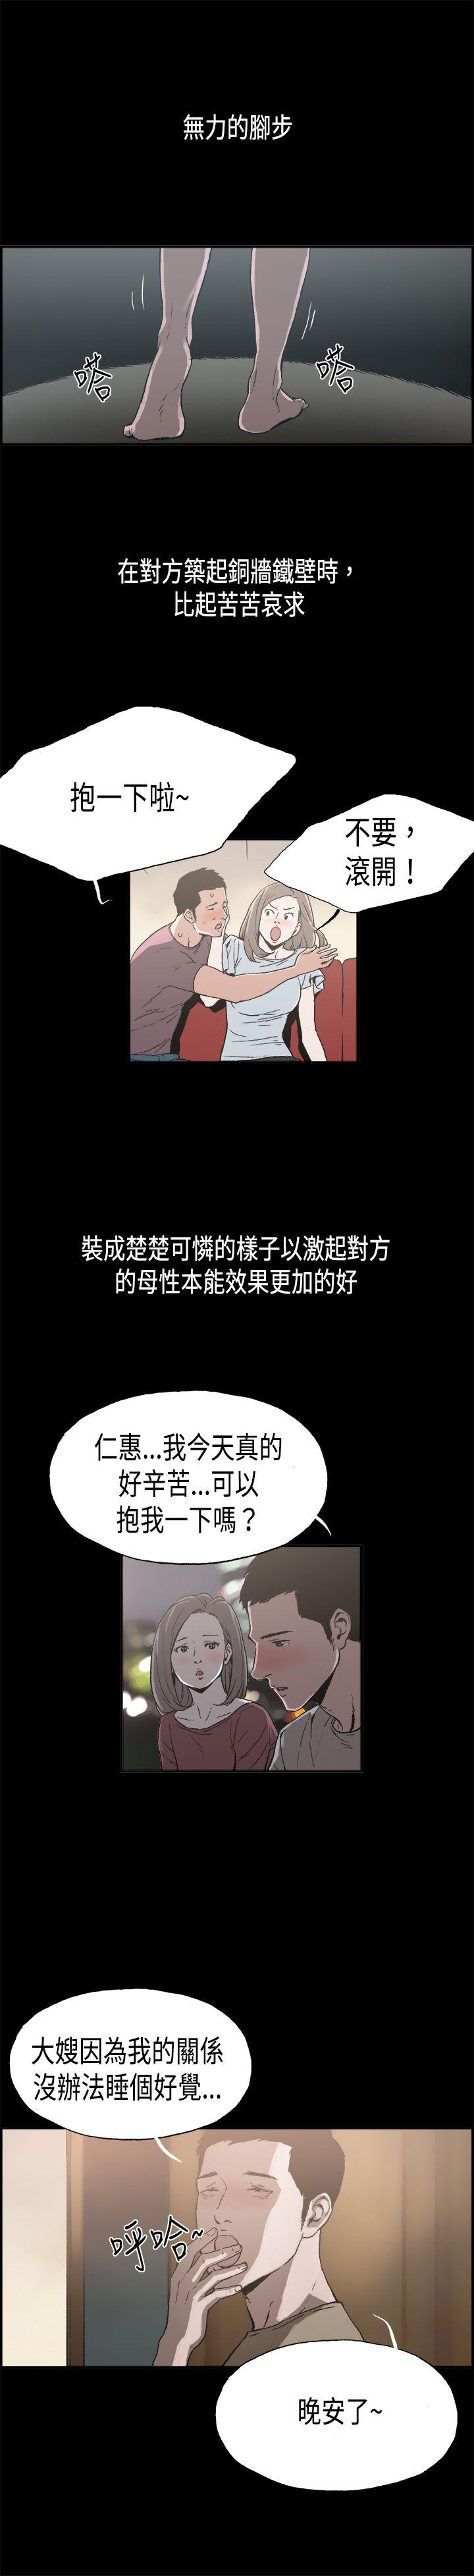 無力的腳步
嗒
嗒
在對方築起銅牆鐵壁時，
比起苦苦哀求
抱一下啦~
不要，
滾開！
裝成楚楚可憐的樣子以激起對方
的母性本能效果更加的好
仁惠...我今天真的
好辛苦...可以
抱我一下嗎？
大嫂因為我的關係
沒辦法睡個好覺...
呼哈~
晚安了~